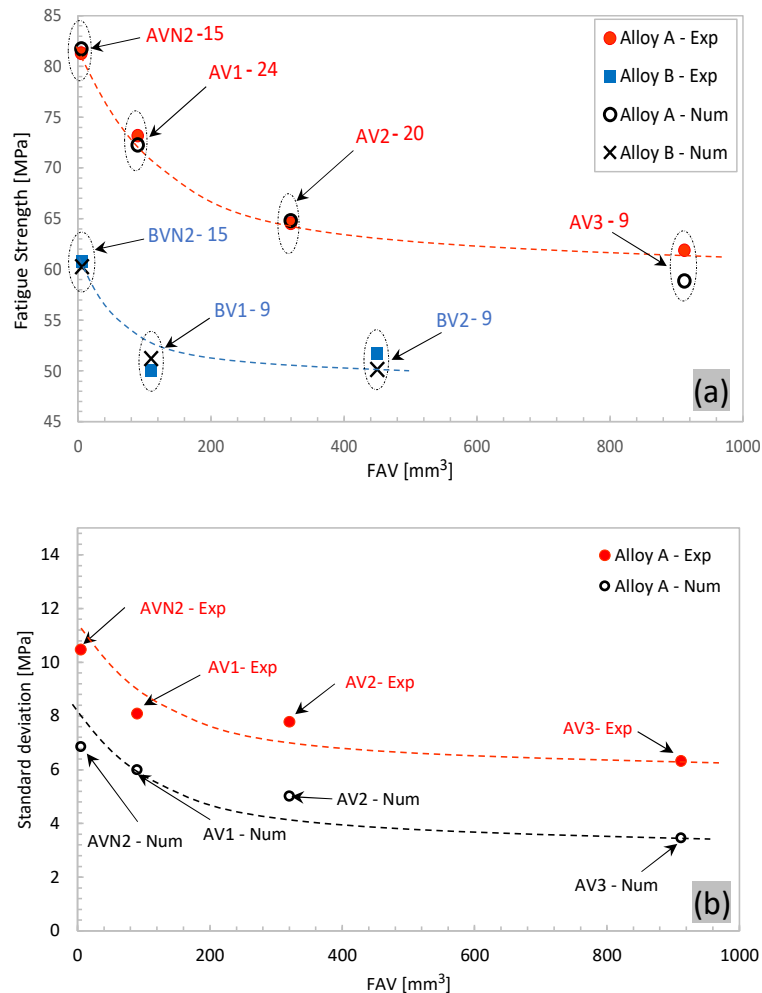 85
80
75
70
65
60
55
50
45
Fatigue Strength [MPa]
AVN2-15
AV1-24
AV2-20
AV3-9
BVN2-15
BV1-9
BV2-9
Alloy A - Exp
Alloy B - Exp
Alloy A - Num
Alloy B - Num
(a)
0 200 400 600 800 1000
FAV [mm³]
14
12
10
8
6
4
2
0
Standard deviation [MPa]
Alloy A - Exp
Alloy A - Num
AVN2 - Exp
AV1- Exp
AV2- Exp
AV3- Exp
AVN2 - Num
AV1 - Num
AV2 - Num
AV3 - Num
(b)
0 200 400 600 800 1000
FAV [mm³]